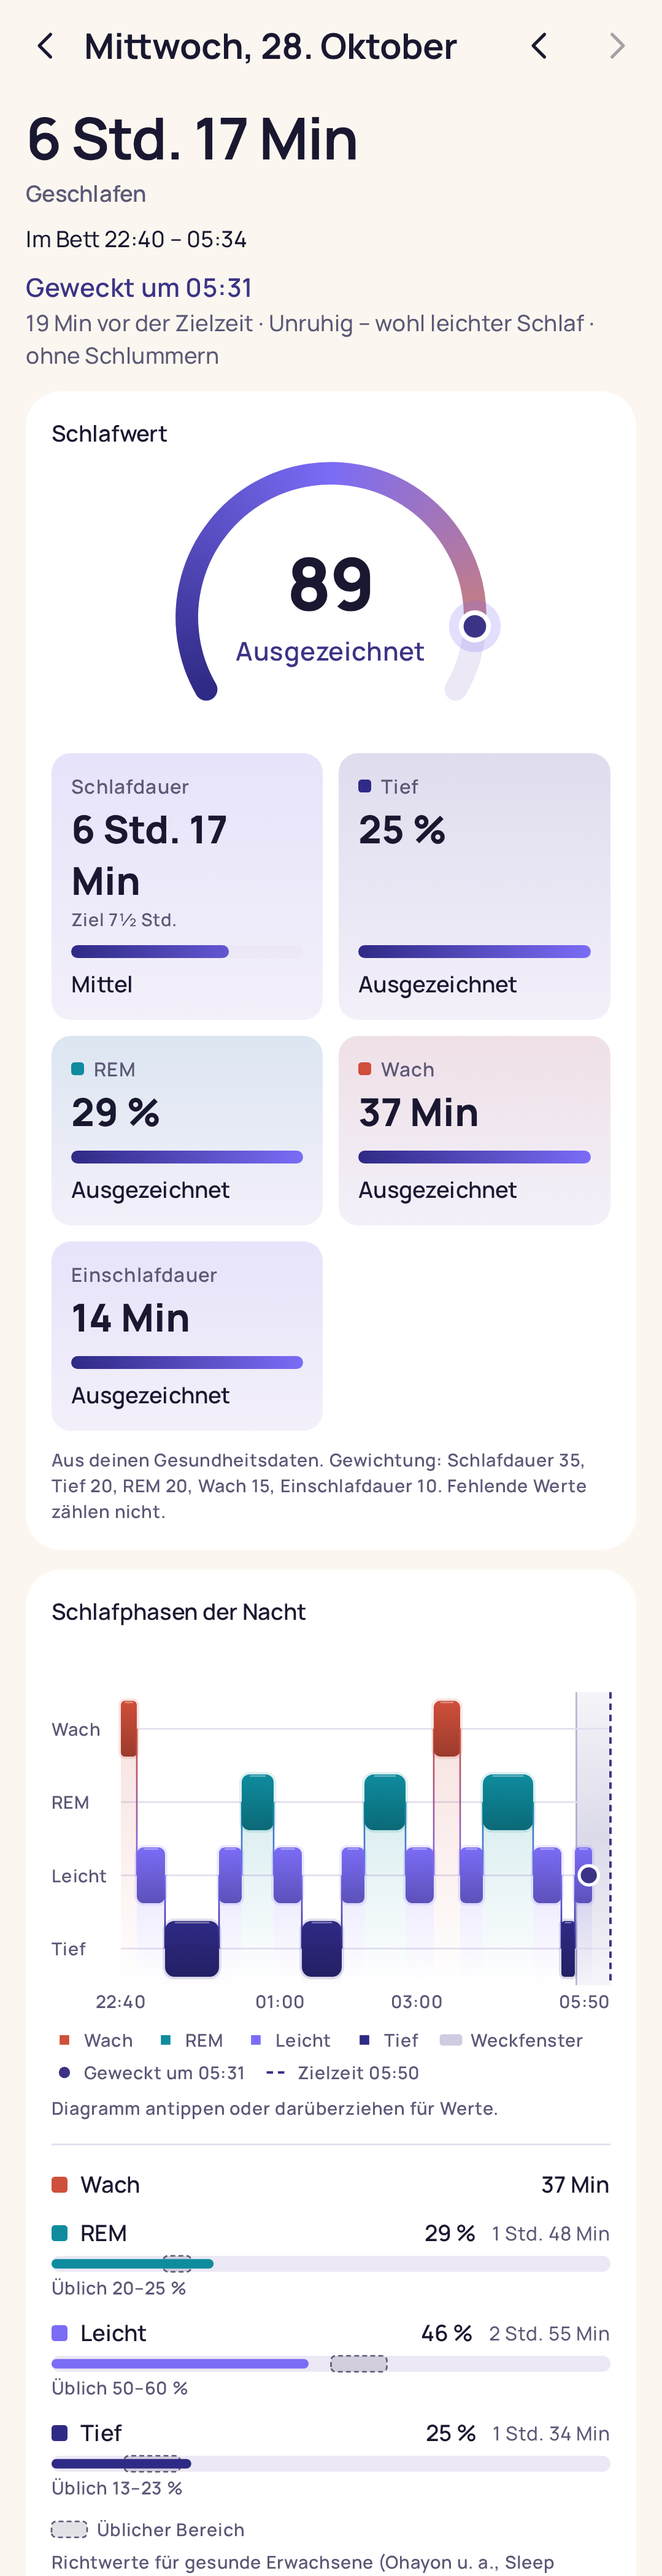 Mittwoch, 28. Oktober
6 Std. 17 Min
Geschlafen
Im Bett 22:40 – 05:34
Geweckt um 05:31
19 Min vor der Zielzeit · Unruhig – wohl leichter Schlaf ·
ohne Schlummern
Schlafwert
89
Ausgezeichnet
Schlafdauer
6 Std. 17
Min
Ziel 7½ Std.
Mittel
Tief
25 %
Ausgezeichnet
REM
29 %
Ausgezeichnet
Wach
37 Min
Ausgezeichnet
Einschlafdauer
14 Min
Ausgezeichnet
Aus deinen Gesundheitsdaten. Gewichtung: Schlafdauer 35,
Tief 20, REM 20, Wach 15, Einschlafdauer 10. Fehlende Werte
zählen nicht.
Schlafphasen der Nacht
Wach
REM
Leicht
Tief
22:40 01:00 03:00 05:50
Wach REM Leicht Tief Weckfenster
Geweckt um 05:31 Zielzeit 05:50
Diagramm antippen oder darüberziehen für Werte.
Wach 37 Min
REM 29 % 1 Std. 48 Min
Üblich 20–25 %
Leicht 46 % 2 Std. 55 Min
Üblich 50–60 %
Tief 25 % 1 Std. 34 Min
Üblich 13–23 %
Üblicher Bereich
Richtwerte für gesunde Erwachsene (Ohayon u. a., Sleep